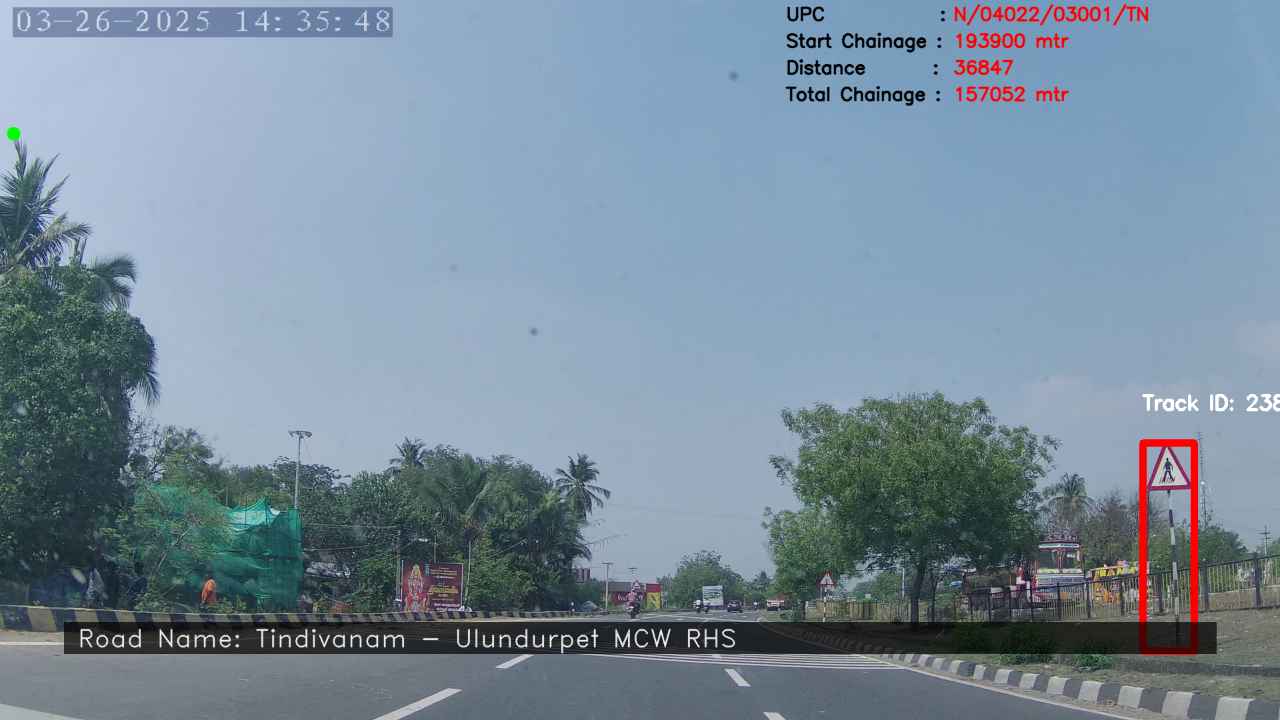 03-26-2025 14:35:48
UPC : N/04022/03001/TN
Start Chainage : 193900 mtr
Distance : 36847
Total Chainage : 157052 mtr
Track ID: 238
Road Name: Tindivanam - Ulundurpet MCW RHS